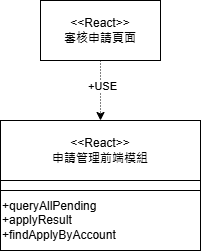 <<React>>
審核申請頁面
+USE
<<React>>
申請管理前端模組
+queryAllPending
+applyResult
+findApplyByAccount